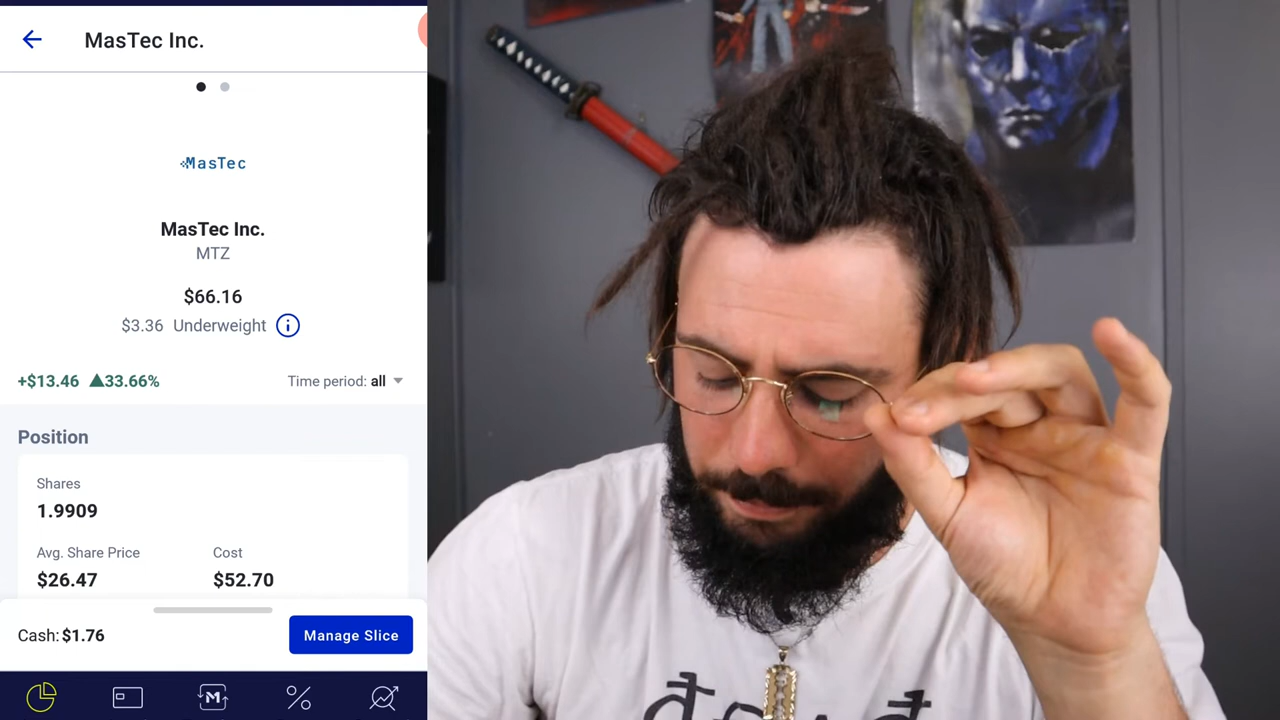 MasTec Inc.
MasTec
MasTec Inc.
MTZ
$66.16
$3.36 Underweight
+$13.46 ▲33.66% Time period: all
Position
Shares
1.9909
Avg. Share Price Cost
$26.47 $52.70
Cash: $1.76 Manage Slice
M %